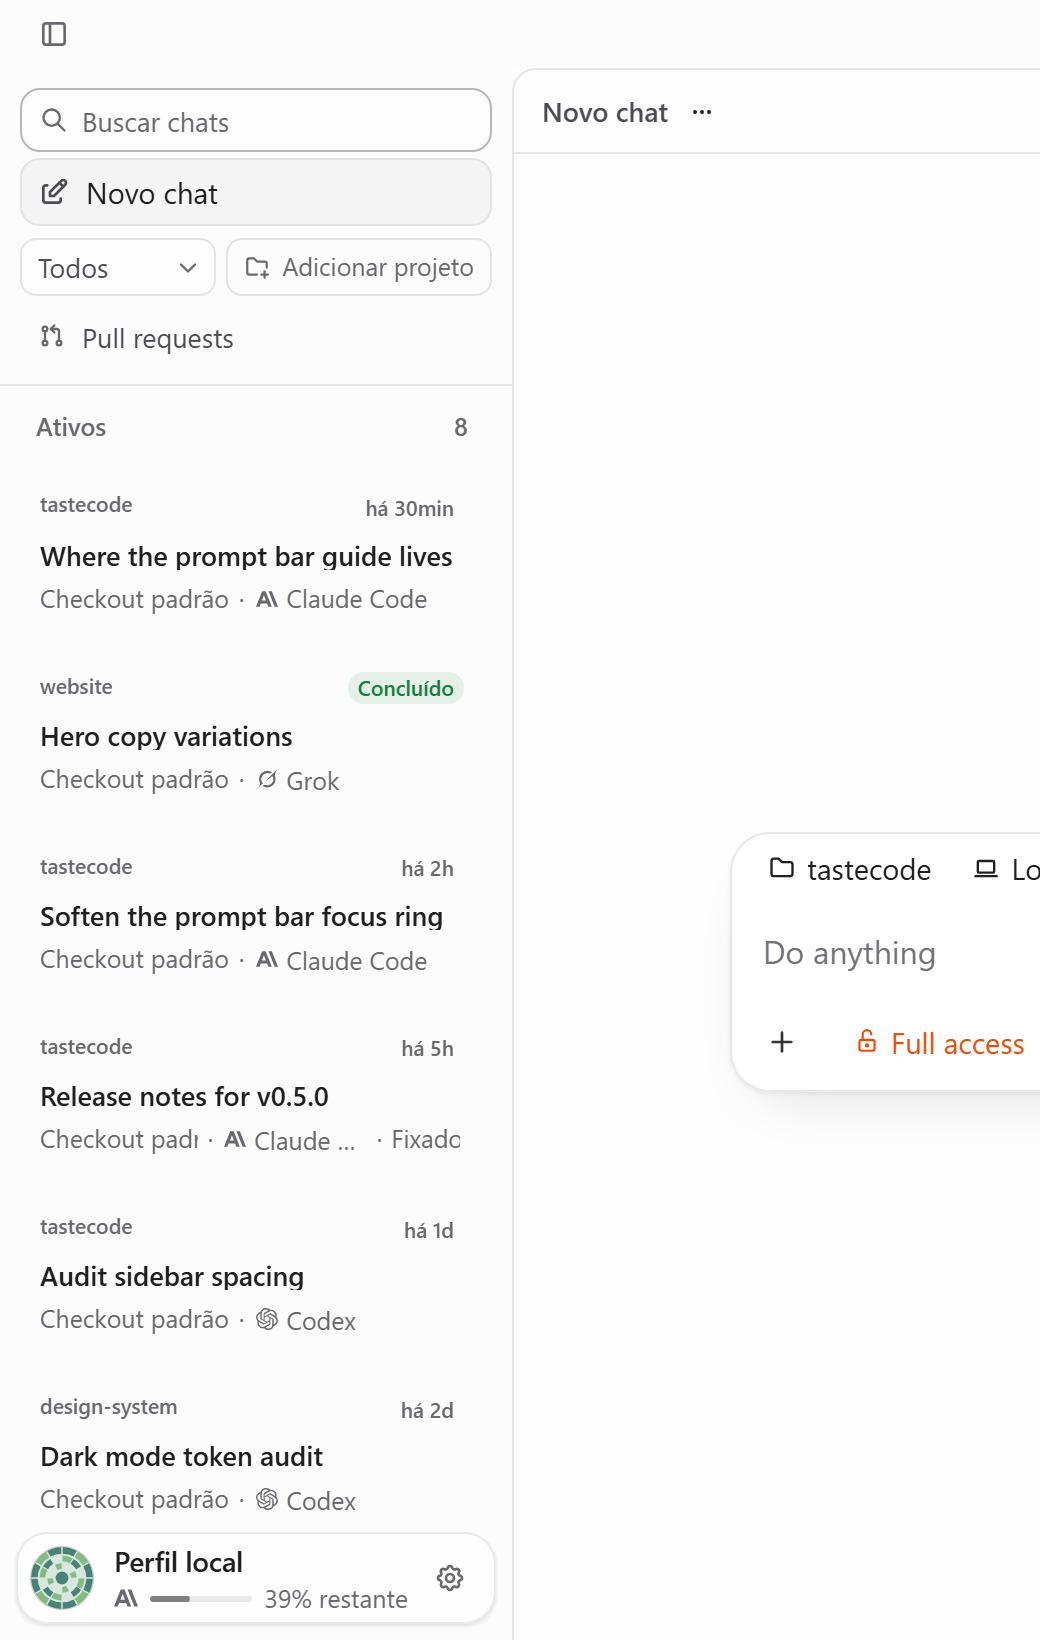 Buscar chats
Novo chat
Todos
Adicionar projeto
Pull requests
Ativos 8
tastecode há 30min
Where the prompt bar guide lives
Checkout padrão · Claude Code
website Concluído
Hero copy variations
Checkout padrão · Grok
tastecode há 2h
Soften the prompt bar focus ring
Checkout padrão · Claude Code
tastecode há 5h
Release notes for v0.5.0
Checkout padr · Claude ... · Fixado
tastecode há 1d
Audit sidebar spacing
Checkout padrão · Codex
design-system há 2d
Dark mode token audit
Checkout padrão · Codex
Perfil local
39% restante
Novo chat ...
tastecode Lo
Do anything
Full access